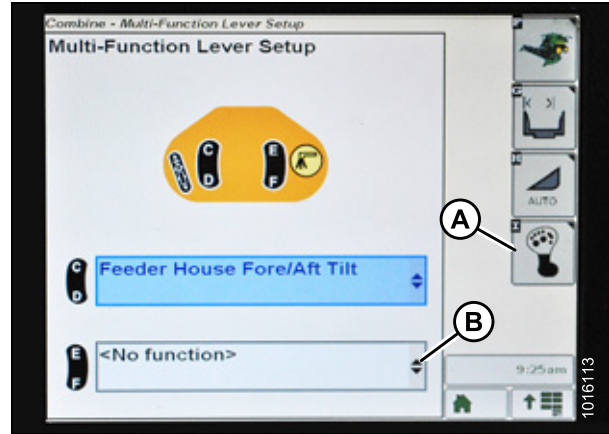 Combine - Multi-Function Lever Setup
Multi-Function Lever Setup
C
D
E
F
C
D
Feeder House Fore/Aft Tilt
E
F
<No function>
F
G
H
AUTO
I
A
B
9:25am
1016113